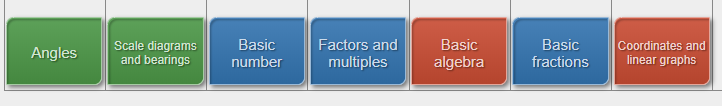 Angles
Scale diagrams
and bearings
Basic
number
Factors and
multiples
Basic
algebra
Basic
fractions
Coordinates and
linear graphs